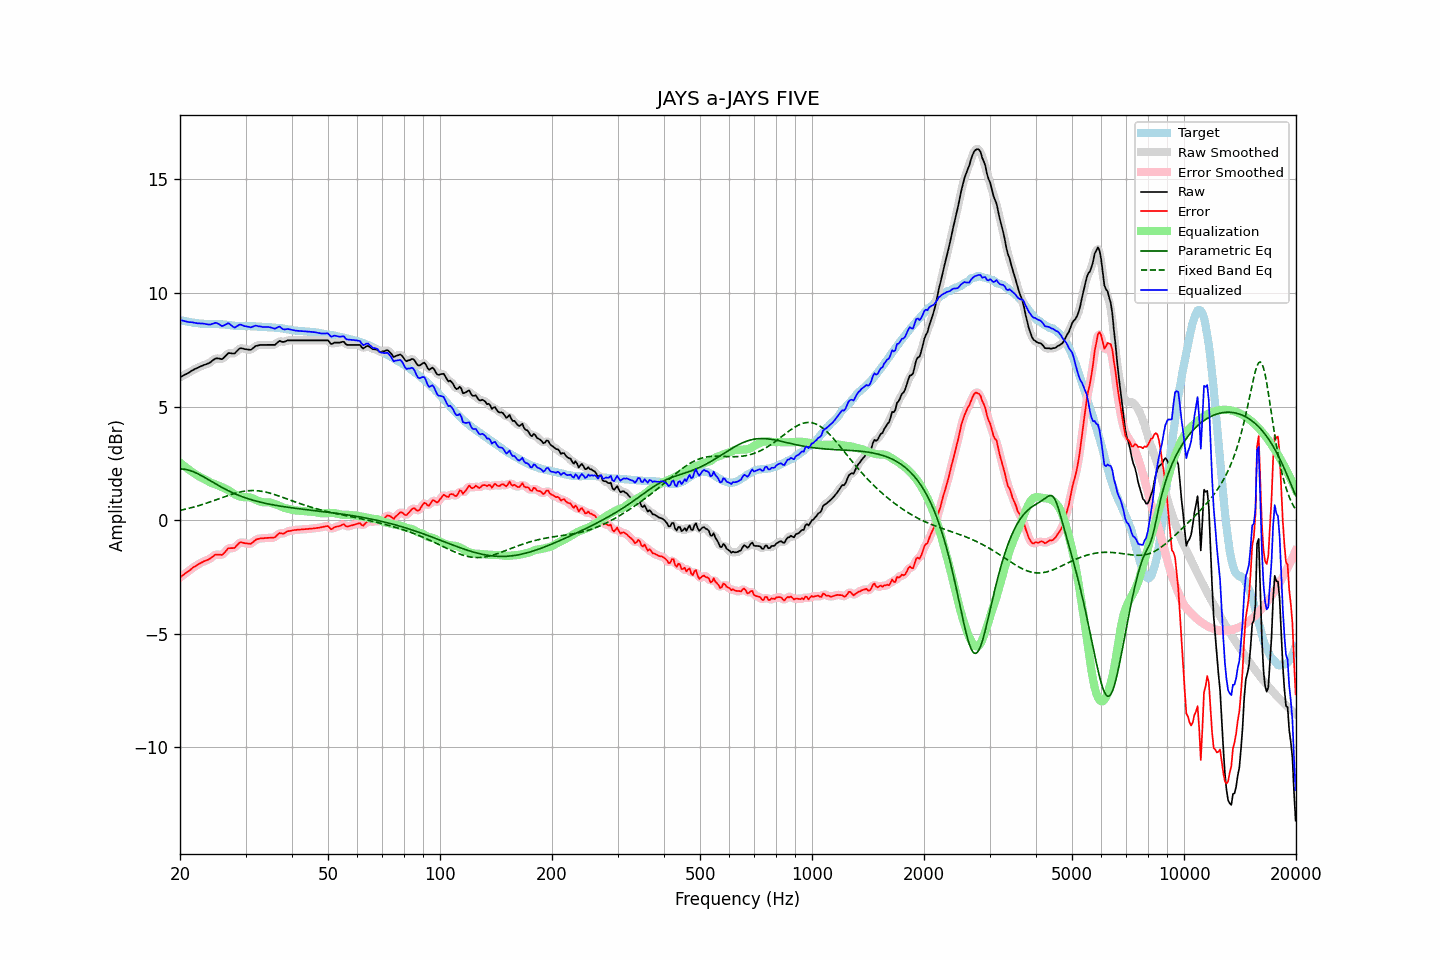 JAYS a-JAYS FIVE
Target
Raw Smoothed
Error Smoothed
Raw
Error
Equalization
Parametric Eq
Fixed Band Eq
Equalized
Amplitude (dBr)
15
10
5
0
−5
−10
20 50 100 200 500 1000 2000 5000 10000 20000
Frequency (Hz)